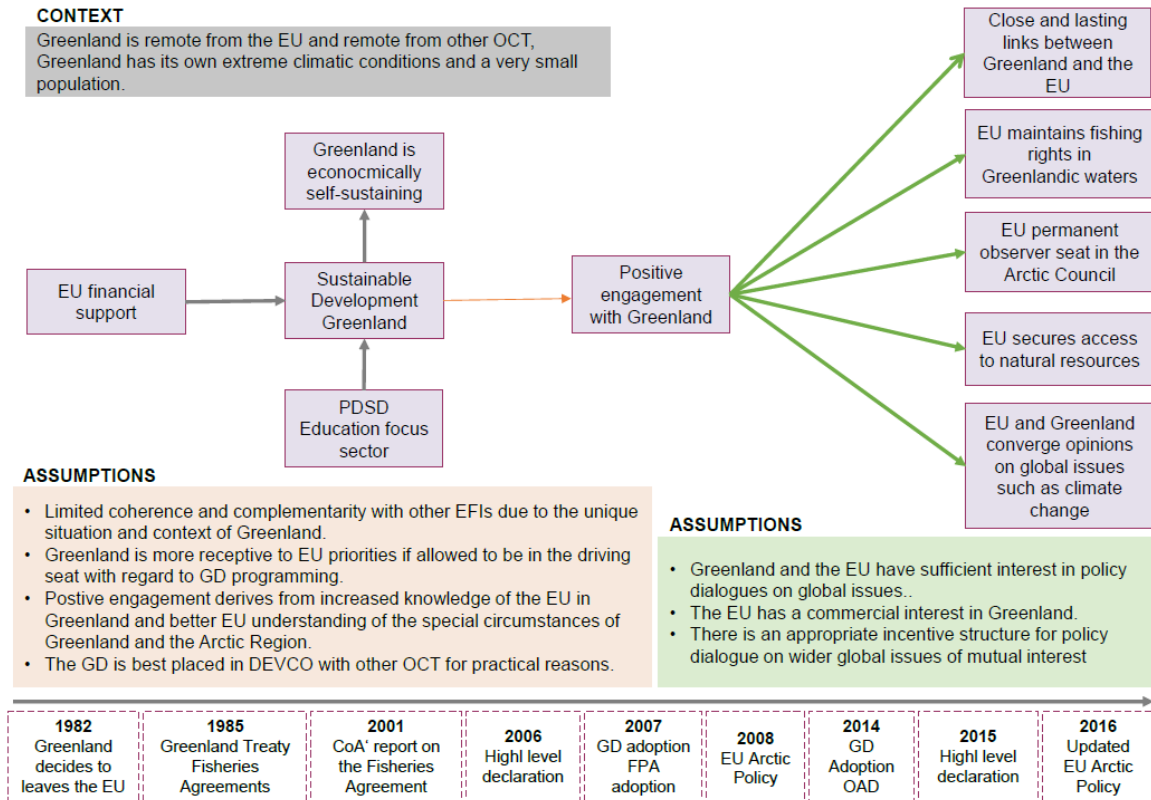 CONTEXT
Greenland is remote from the EU and remote from other OCT,
Greenland has its own extreme climatic conditions and a very small
population.
Close and lasting
links between
Greenland and the
EU
EU maintains fishing
rights in
Greenlandic waters
EU permanent
observer seat in the
Arctic Council
EU secures access
to natural resources
EU and Greenland
converge opinions
on global issues
such as climate
change
Greenland is
econocmically
self-sustaining
EU financial
support
Sustainable
Development
Greenland
Positive
engagement
with Greenland
PDSD
Education focus
sector
ASSUMPTIONS
• Limited coherence and complementarity with other EFIs due to the unique
situation and context of Greenland.
• Greenland is more receptive to EU priorities if allowed to be in the driving
seat with regard to GD programming.
• Postive engagement derives from increased knowledge of the EU in
Greenland and better EU understanding of the special circumstances of
Greenland and the Arctic Region.
• The GD is best placed in DEVCO with other OCT for practical reasons.
ASSUMPTIONS
• Greenland and the EU have sufficient interest in policy
dialogues on global issues..
• The EU has a commercial interest in Greenland.
• There is an appropriate incentive structure for policy
dialogue on wider global issues of mutual interest
1982
Greenland
decides to
leaves the EU
1985
Greenland Treaty
Fisheries
Agreements
2001
CoA‘ report on
the Fisheries
Agreement
2006
Highl level
declaration
2007
GD adoption
FPA
adoption
2008
EU Arctic
Policy
2014
GD
Adoption
OAD
2015
Highl level
declaration
2016
Updated
EU Arctic
Policy